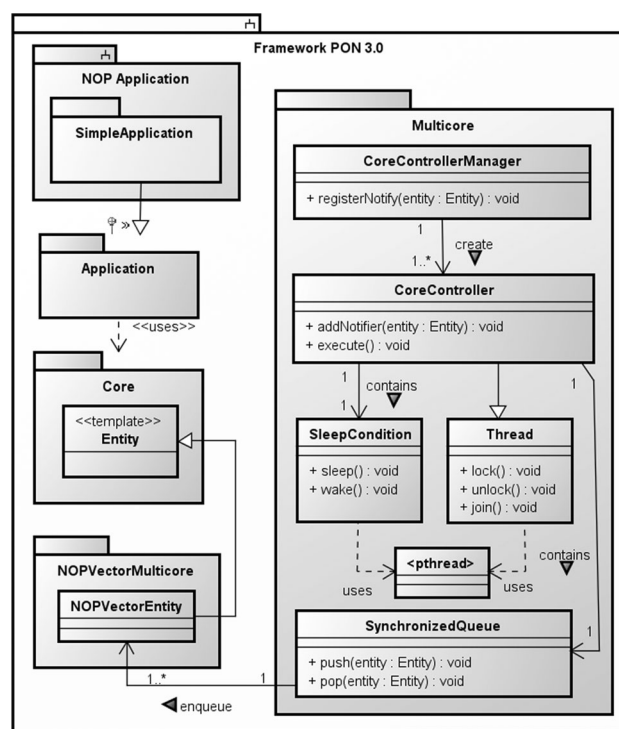 Framework PON 3.0
NOP Application
SimpleApplication
»
Application
<<uses>>
Core
<<template>>
Entity
NOPVectorMulticore
NOPVectorEntity
1..*
1
enqueue
Multicore
CoreControllerManager
+ registerNotify(entity : Entity) : void
1
create
1..*
CoreController
+ addNotifier(entity : Entity) : void
+ execute() : void
1
contains
1
1
SleepCondition
+ sleep() : void
+ wake() : void
Thread
+ lock() : void
+ unlock() : void
+ join() : void
<pthread>
uses
uses
contains
1
SynchronizedQueue
+ push(entity : Entity) : void
+ pop(entity : Entity) : void